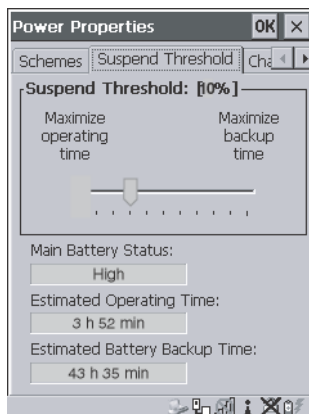 Power Properties OK ×
Schemes Suspend Threshold Cha
Suspend Threshold: [10%]
Maximize operating time
Maximize backup time
Main Battery Status:
High
Estimated Operating Time:
3 h 52 min
Estimated Battery Backup Time:
43 h 35 min